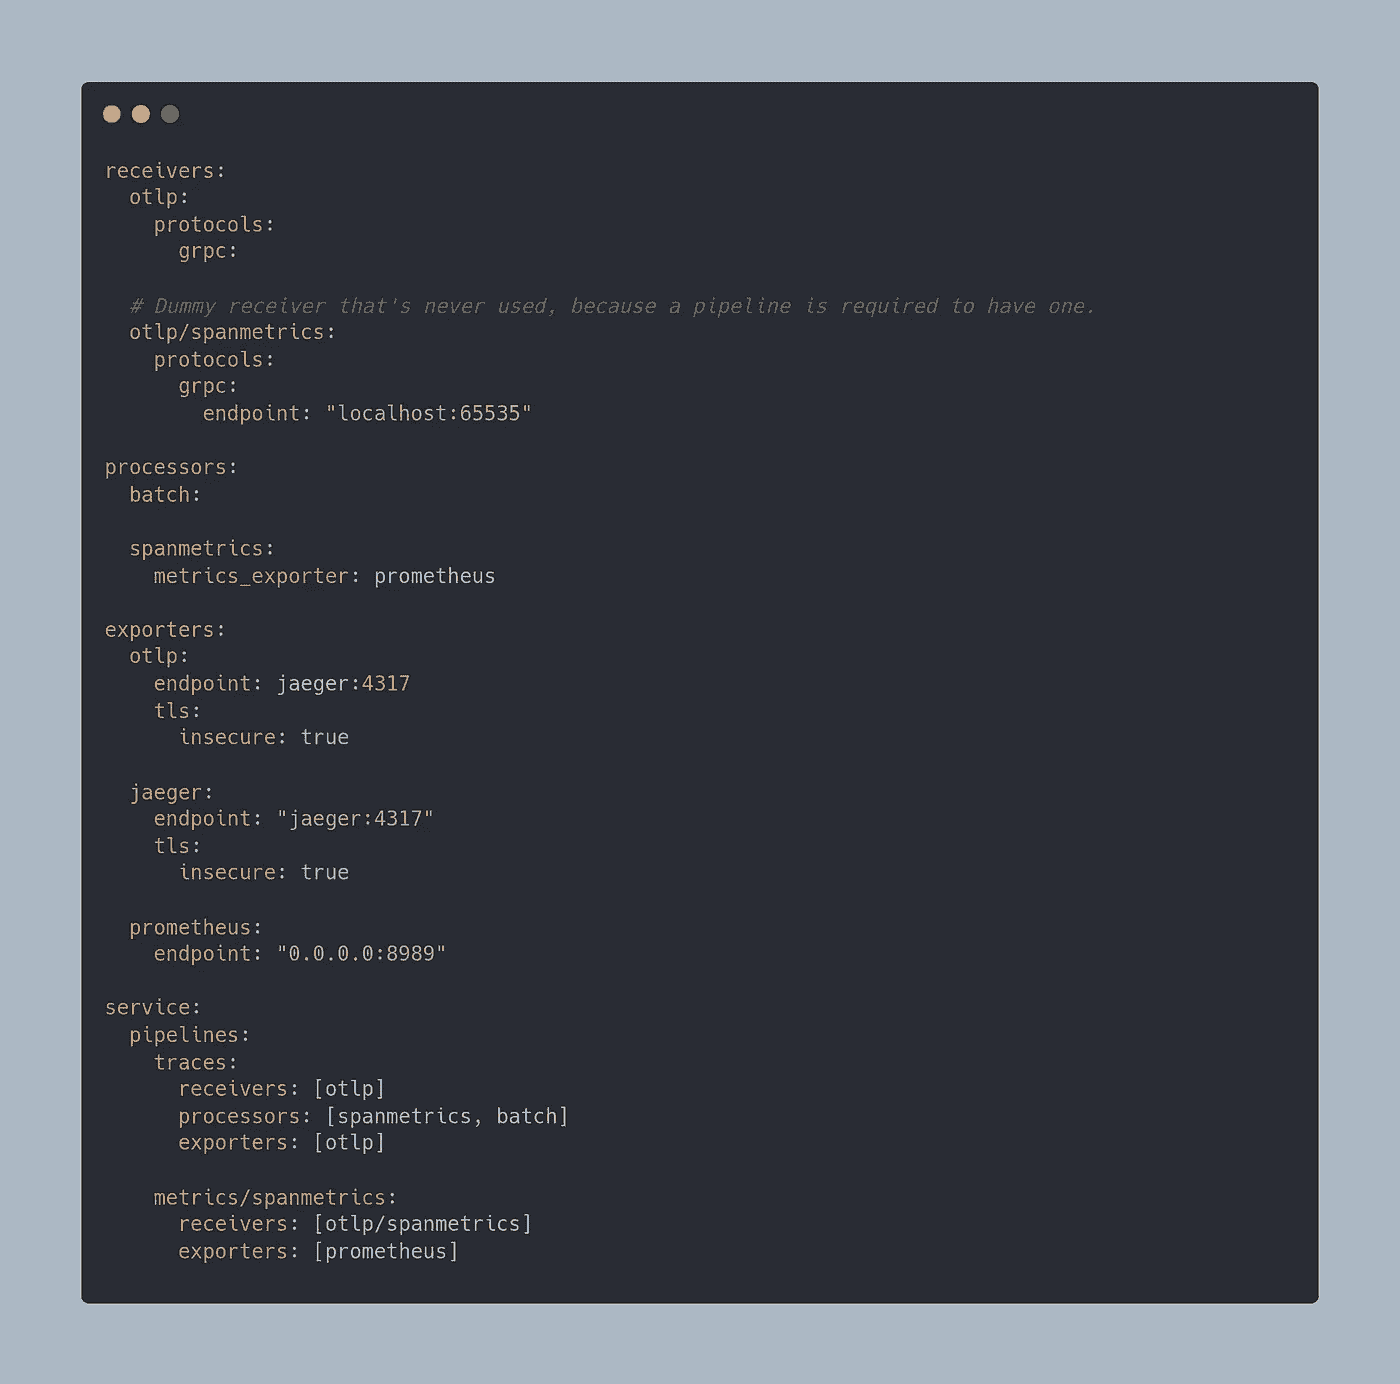 receivers:
  otlp:
    protocols:
      grpc:

  # Dummy receiver that's never used, because a pipeline is required to have one.
  otlp/spanmetrics:
    protocols:
      grpc:
        endpoint: "localhost:65535"

processors:
  batch:

  spanmetrics:
    metrics_exporter: prometheus

exporters:
  otlp:
    endpoint: jaeger:4317
    tls:
      insecure: true

  jaeger:
    endpoint: "jaeger:4317"
    tls:
      insecure: true

  prometheus:
    endpoint: "0.0.0.0:8989"

service:
  pipelines:
    traces:
      receivers: [otlp]
      processors: [spanmetrics, batch]
      exporters: [otlp]

    metrics/spanmetrics:
      receivers: [otlp/spanmetrics]
      exporters: [prometheus]